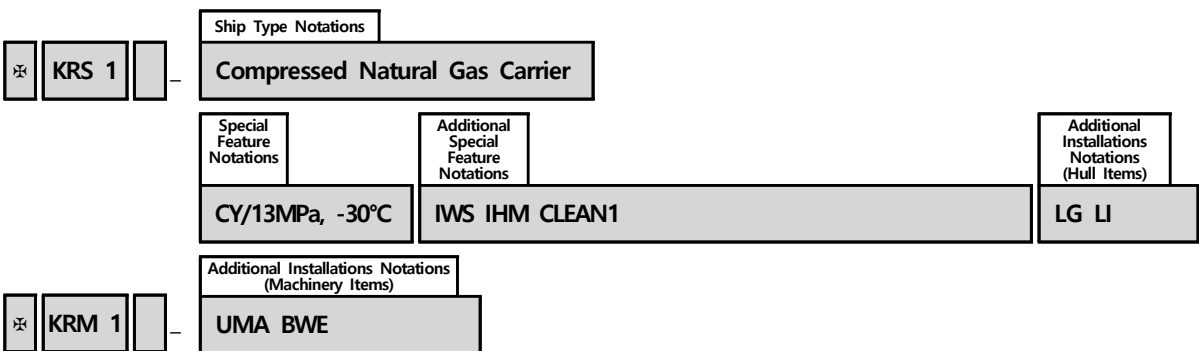 Ship Type Notations
✠ KRS 1 _ Compressed Natural Gas Carrier
Special
Feature
Notations
Additional
Special
Feature
Notations
Additional
Installations
Notations
(Hull Items)
CY/13MPa, -30℃ IWS IHM CLEAN1 LG LI
Additional Installations Notations
(Machinery Items)
✠ KRM 1 _ UMA BWE